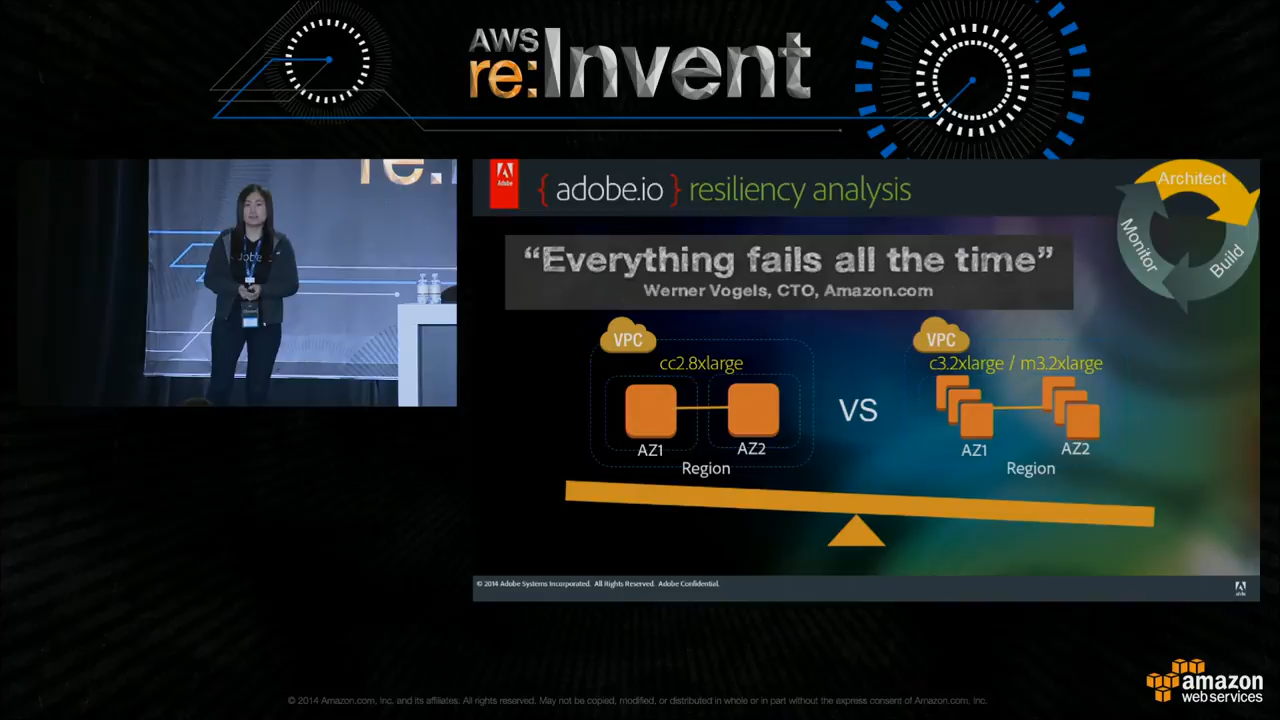 AWS
re:Invent
re:I
Adobe
{ adobe.io } resiliency analysis
Architect
Build
Monitor
“Everything fails all the time”
Werner Vogels, CTO, Amazon.com
VPC
cc2.8xlarge
AZ1
AZ2
Region
VS
VPC
c3.2xlarge / m3.2xlarge
AZ1
AZ2
Region
© 2014 Adobe Systems Incorporated. All Rights Reserved. Adobe Confidential.
amazon
web services
© 2014 Amazon.com, Inc. and its affiliates. All rights reserved. May not be copied, modified, or distributed in whole or in part without the express consent of Amazon.com, Inc.